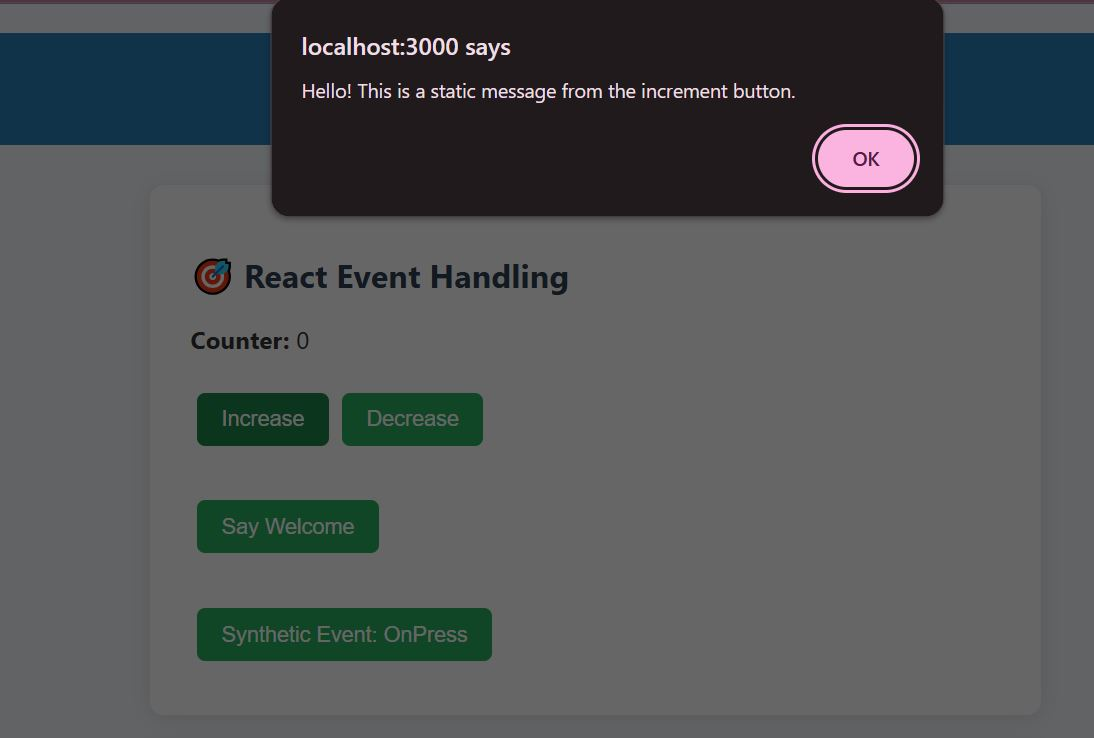 localhost:3000 says
Hello! This is a static message from the increment button.
OK
React Event Handling
Counter: 0
Increase Decrease
Say Welcome
Synthetic Event: OnPress